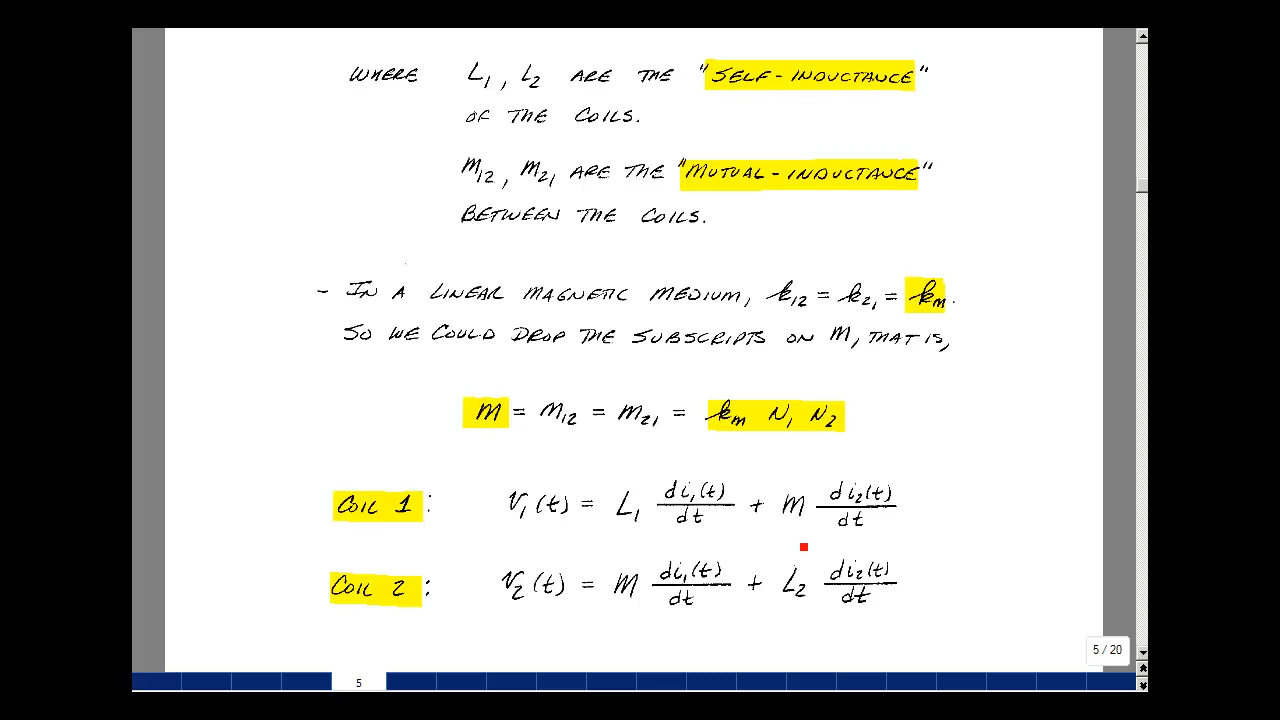 WHERE L₁, L₂ ARE THE "SELF-INDUCTANCE"
OF THE COILS.
M₁₂, M₂₁ ARE THE "MUTUAL-INDUCTANCE"
BETWEEN THE COILS.
- IN A LINEAR MAGNETIC MEDIUM, k₁₂ = k₂₁ = kₘ.
SO WE COULD DROP THE SUBSCRIPTS ON M, THAT IS,
M = M₁₂ = M₂₁ = kₘ N₁ N₂
COIL 1: v₁(t) = L₁ di₁(t)/dt + M di₂(t)/dt
COIL 2: v₂(t) = M di₁(t)/dt + L₂ di₂(t)/dt
5 / 20
5